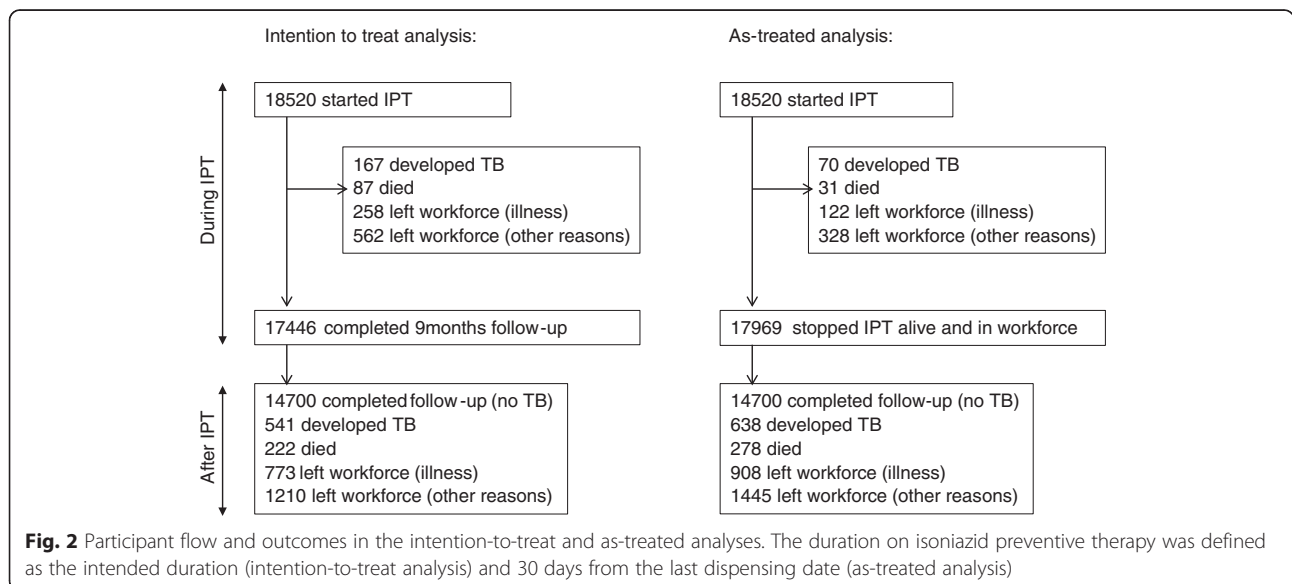 Intention to treat analysis:
18520 started IPT
167 developed TB
87 died
258 left workforce (illness)
562 left workforce (other reasons)
During IPT
17446 completed 9months follow-up
14700 completed follow-up (no TB)
541 developed TB
222 died
773 left workforce (illness)
1210 left workforce (other reasons)
After IPT
As-treated analysis:
18520 started IPT
70 developed TB
31 died
122 left workforce (illness)
328 left workforce (other reasons)
17969 stopped IPT alive and in workforce
14700 completed follow-up (no TB)
638 developed TB
278 died
908 left workforce (illness)
1445 left workforce (other reasons)
Fig. 2 Participant flow and outcomes in the intention-to-treat and as-treated analyses. The duration on isoniazid preventive therapy was defined
as the intended duration (intention-to-treat analysis) and 30 days from the last dispensing date (as-treated analysis)